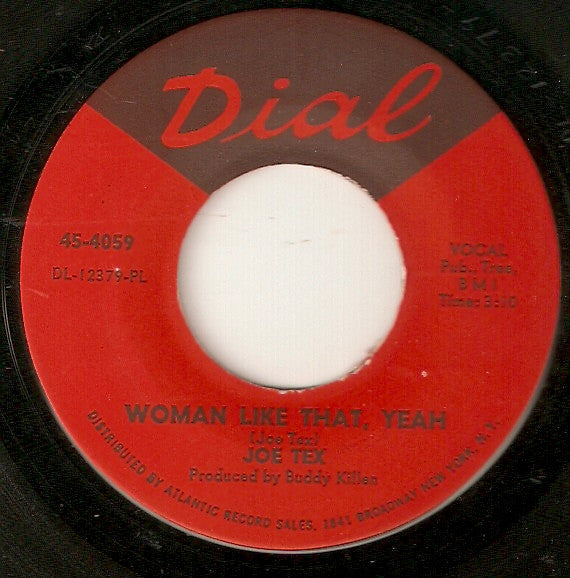 Dial
45-4059
DL-12379-PL
VOCAL
Pub., Tree,
BMI
Time: 3:10
WOMAN LIKE THAT, YEAH
(Joe Tex)
JOE TEX
Produced by Buddy Killen
DISTRIBUTED BY ATLANTIC RECORD SALES, 1841 BROADWAY NEW YORK, N.Y.